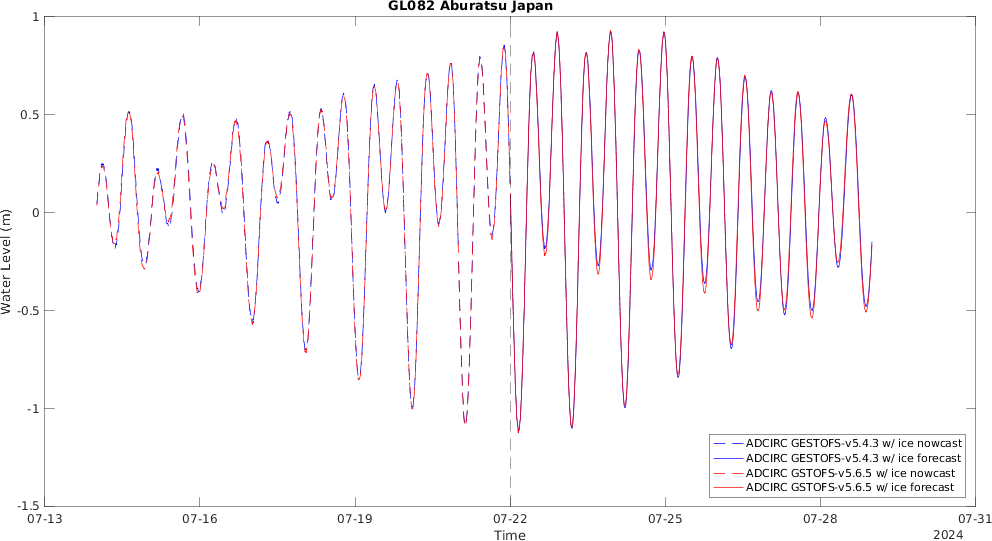 GL082 Aburatsu Japan
1
0.5
0
-0.5
-1
-1.5
Water Level (m)
07-13
07-16
07-19
07-22
07-25
07-28
07-31
Time
2024
ADCIRC GESTOFS-v5.4.3 w/ ice nowcast
ADCIRC GESTOFS-v5.4.3 w/ ice forecast
ADCIRC GSTOFS-v5.6.5 w/ ice nowcast
ADCIRC GSTOFS-v5.6.5 w/ ice forecast